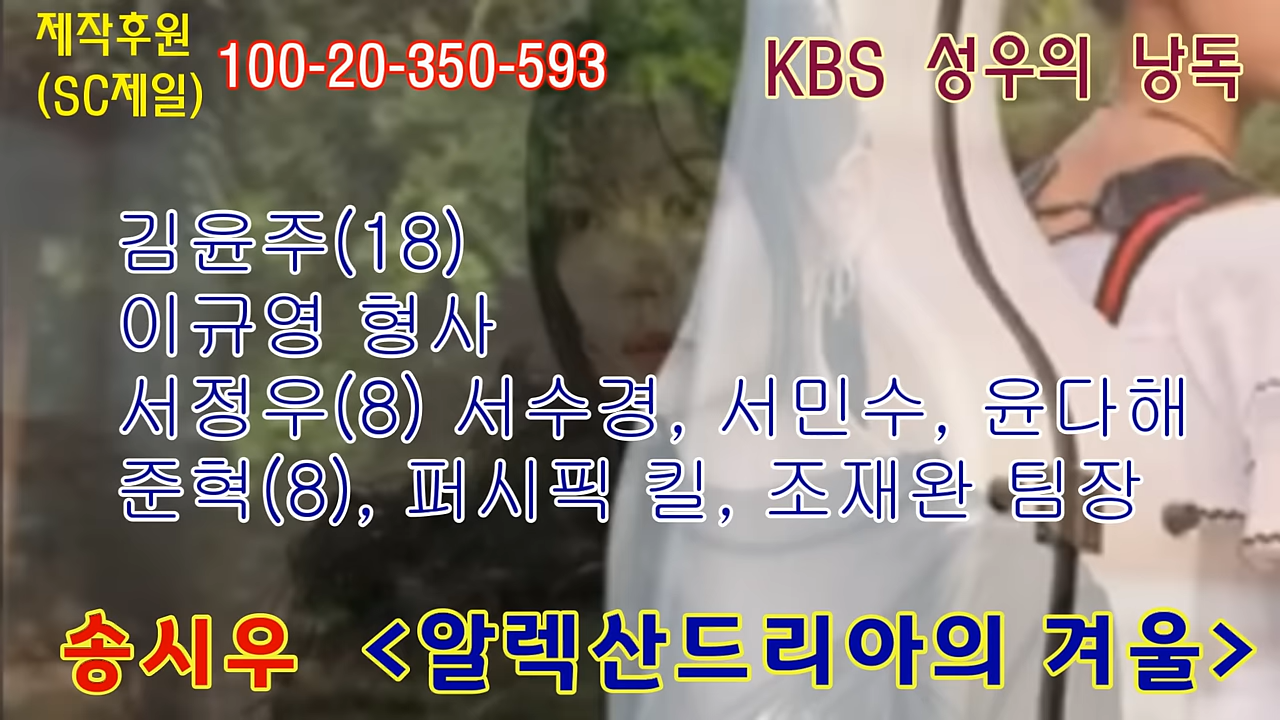 제작후원
(SC제일)
100-20-350-593
KBS 성우의 낭독
김윤주(18)
이규영 형사
서정우(8) 서수경, 서민수, 윤다해
준혁(8), 퍼시픽 킬, 조재완 팀장
송시우 <알렉산드리아의 겨울>